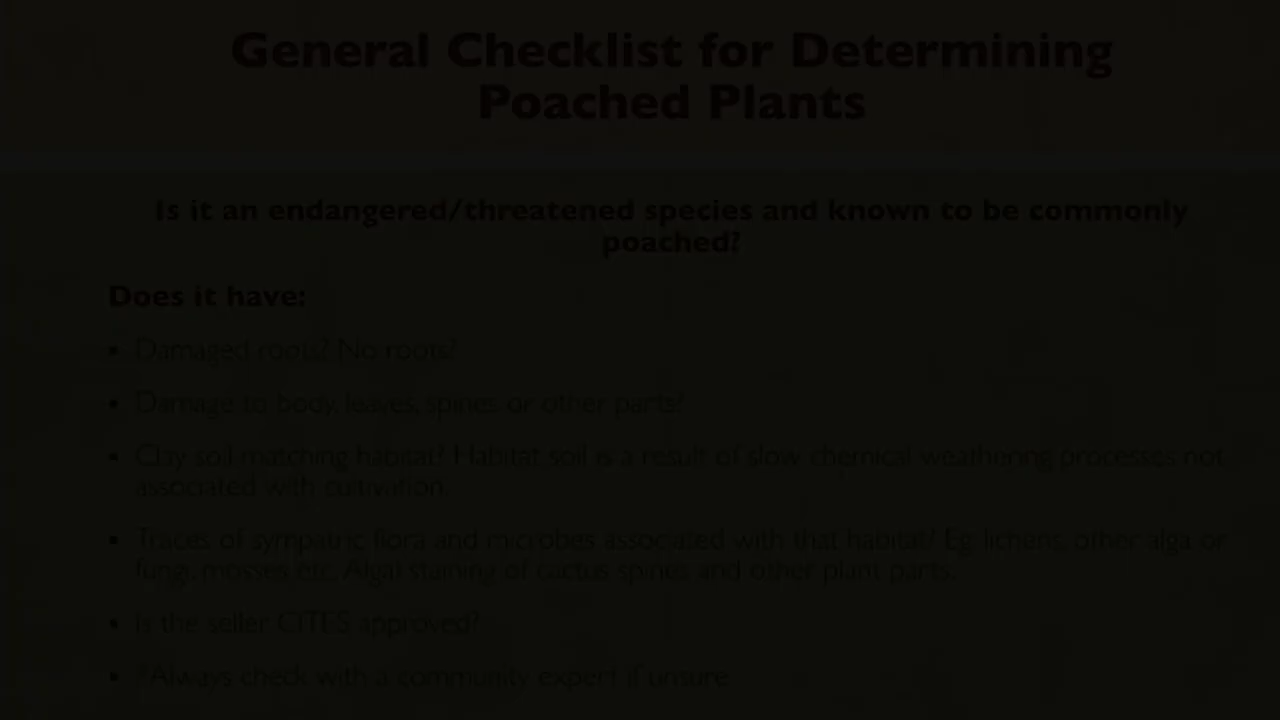 General Checklist for Determining
Poached Plants
Is it an endangered/threatened species and known to be commonly
poached?
Does it have:
• Damaged roots? No roots?
• Damage to body, leaves, spines or other parts?
• Clay soil matching habitat? Habitat soil is a result of slow chemical weathering processes not
associated with cultivation.
• Traces of sympatric flora and microbes associated with that habitat? Eg: lichens, other alga or
fungi, mosses etc. Algal staining of cactus spines and other plant parts.
• Is the seller CITES approved?
• *Always check with a community expert if unsure